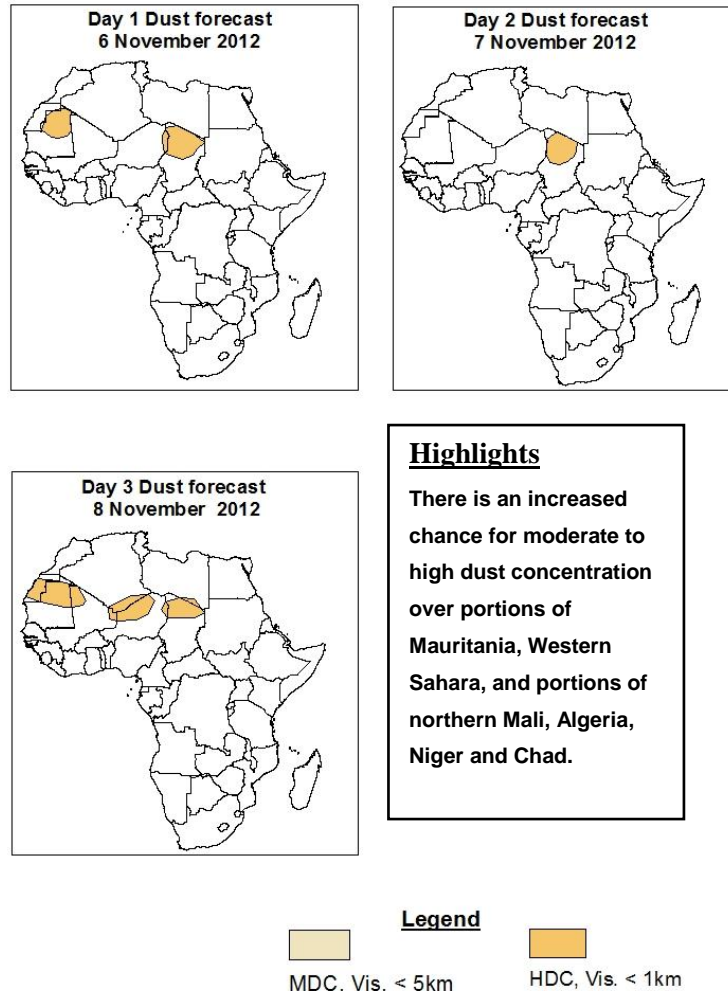 Day 1 Dust forecast
6 November 2012
Day 2 Dust forecast
7 November 2012
Day 3 Dust forecast
8 November 2012
Highlights
There is an increased
chance for moderate to
high dust concentration
over portions of
Mauritania, Western
Sahara, and portions of
northern Mali, Algeria,
Niger and Chad.
Legend
MDC, Vis. < 5km
HDC, Vis. < 1km